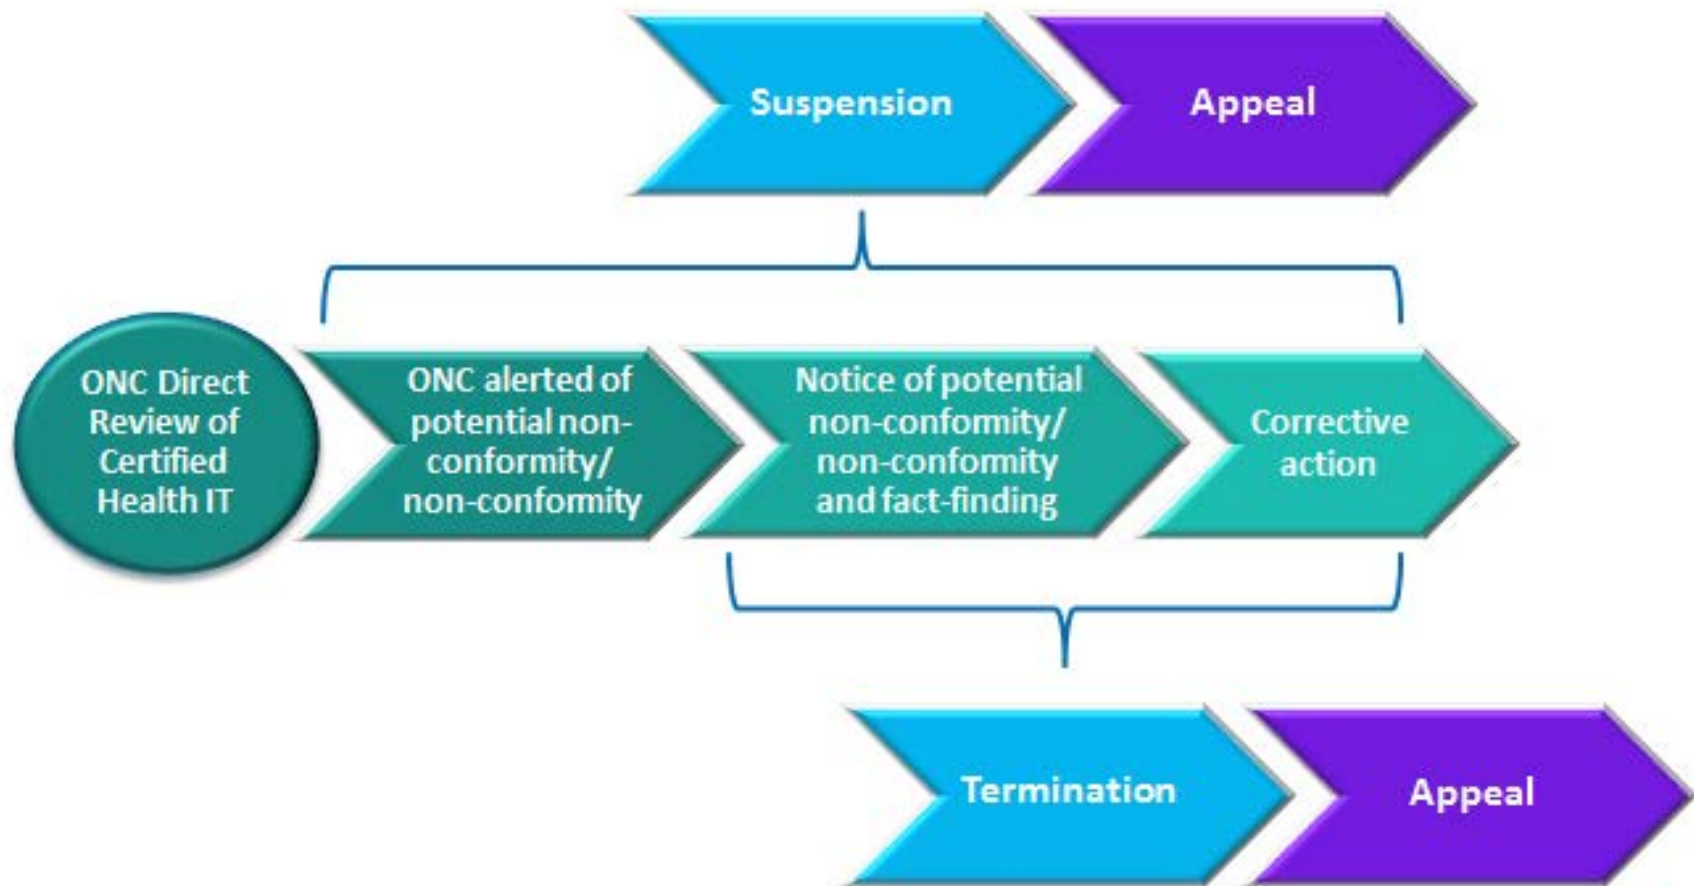 Suspension
Appeal
ONC Direct
Review of
Certified
Health IT
ONC alerted of
potential non-
conformity/
non-conformity
Notice of potential
non-conformity/
non-conformity
and fact-finding
Corrective
action
Termination
Appeal